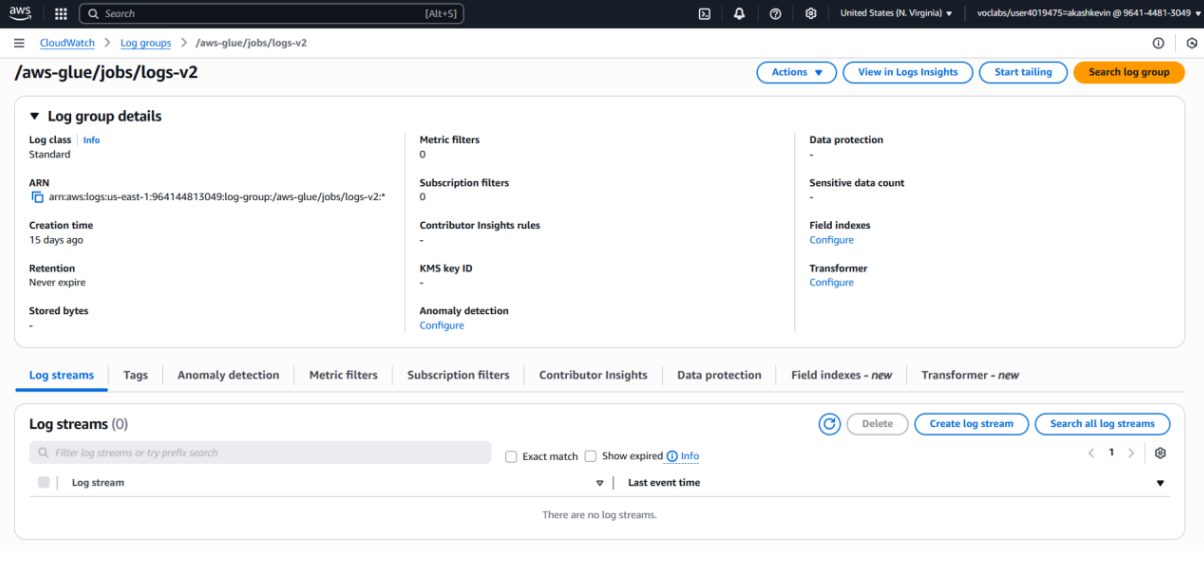 aws Search [Alt+S] United States (N. Virginia) ▼ voclabs/user4019475=akashkevin @ 9641-4481-3049 ▼
CloudWatch > Log groups > /aws-glue/jobs/logs-v2
/aws-glue/jobs/logs-v2 Actions ▼ View in Logs Insights Start tailing Search log group
▼ Log group details
Log class | Info
Standard
ARN
arn:aws:logs:us-east-1:964144813049:log-group:/aws-glue/jobs/logs-v2:*
Creation time
15 days ago
Retention
Never expire
Stored bytes
-
Metric filters
0
Subscription filters
0
Contributor Insights rules
-
KMS key ID
-
Anomaly detection
Configure
Data protection
-
Sensitive data count
-
Field indexes
Configure
Transformer
Configure
Log streams Tags Anomaly detection Metric filters Subscription filters Contributor Insights Data protection Field indexes - new Transformer - new
Log streams (0) Delete Create log stream Search all log streams
Filter log streams or try prefix search Exact match Show expired Info < 1 >
Log stream Last event time
There are no log streams.